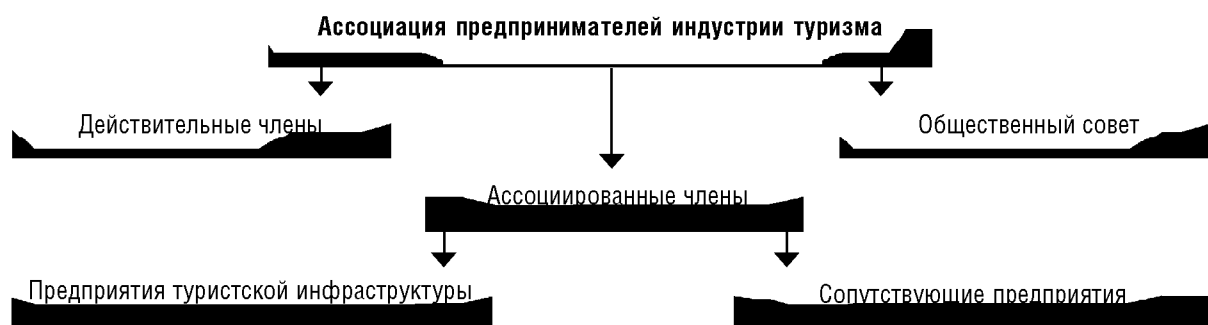 Ассоциация предпринимателей индустрии туризма
Действительные члены
Общественный совет
Ассоциированные члены
Предприятия туристской инфраструктуры
Сопутствующие предприятия